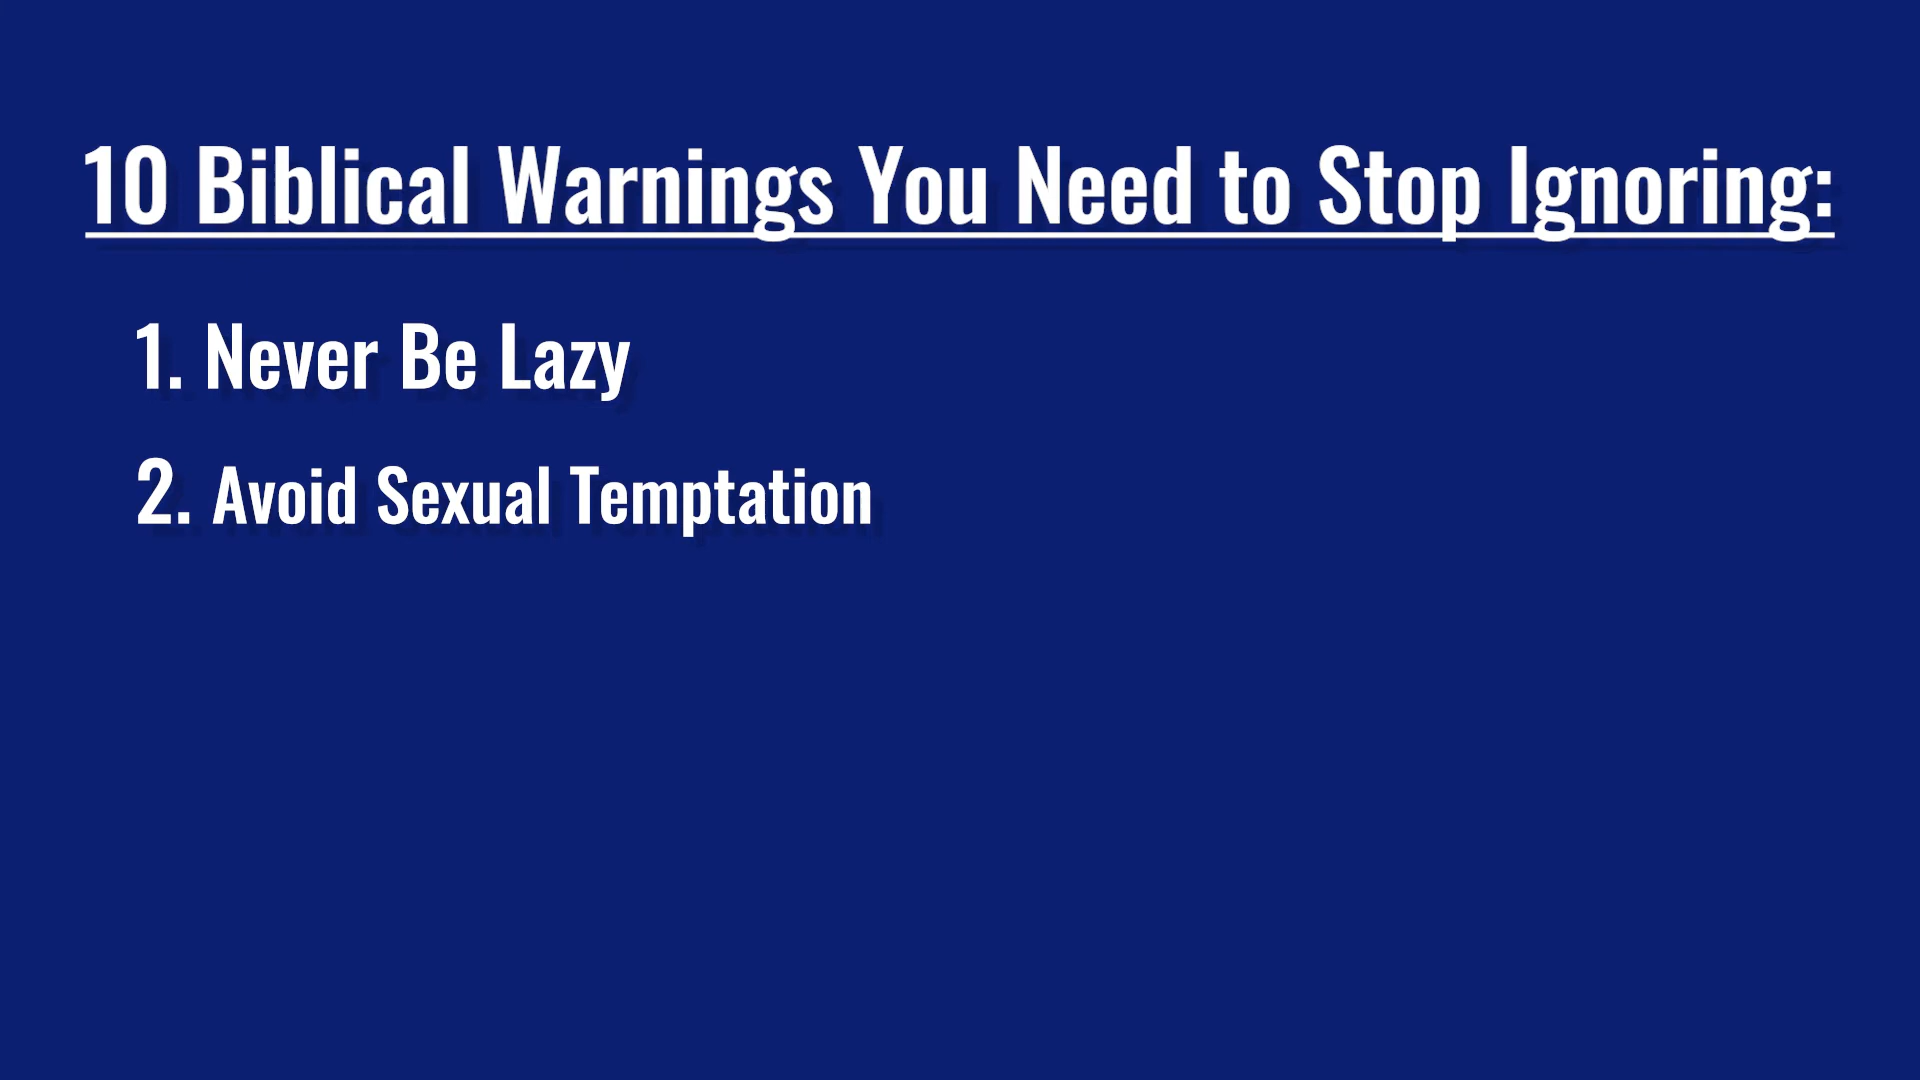 10 Biblical Warnings You Need to Stop Ignoring:
1. Never Be Lazy
2. Avoid Sexual Temptation